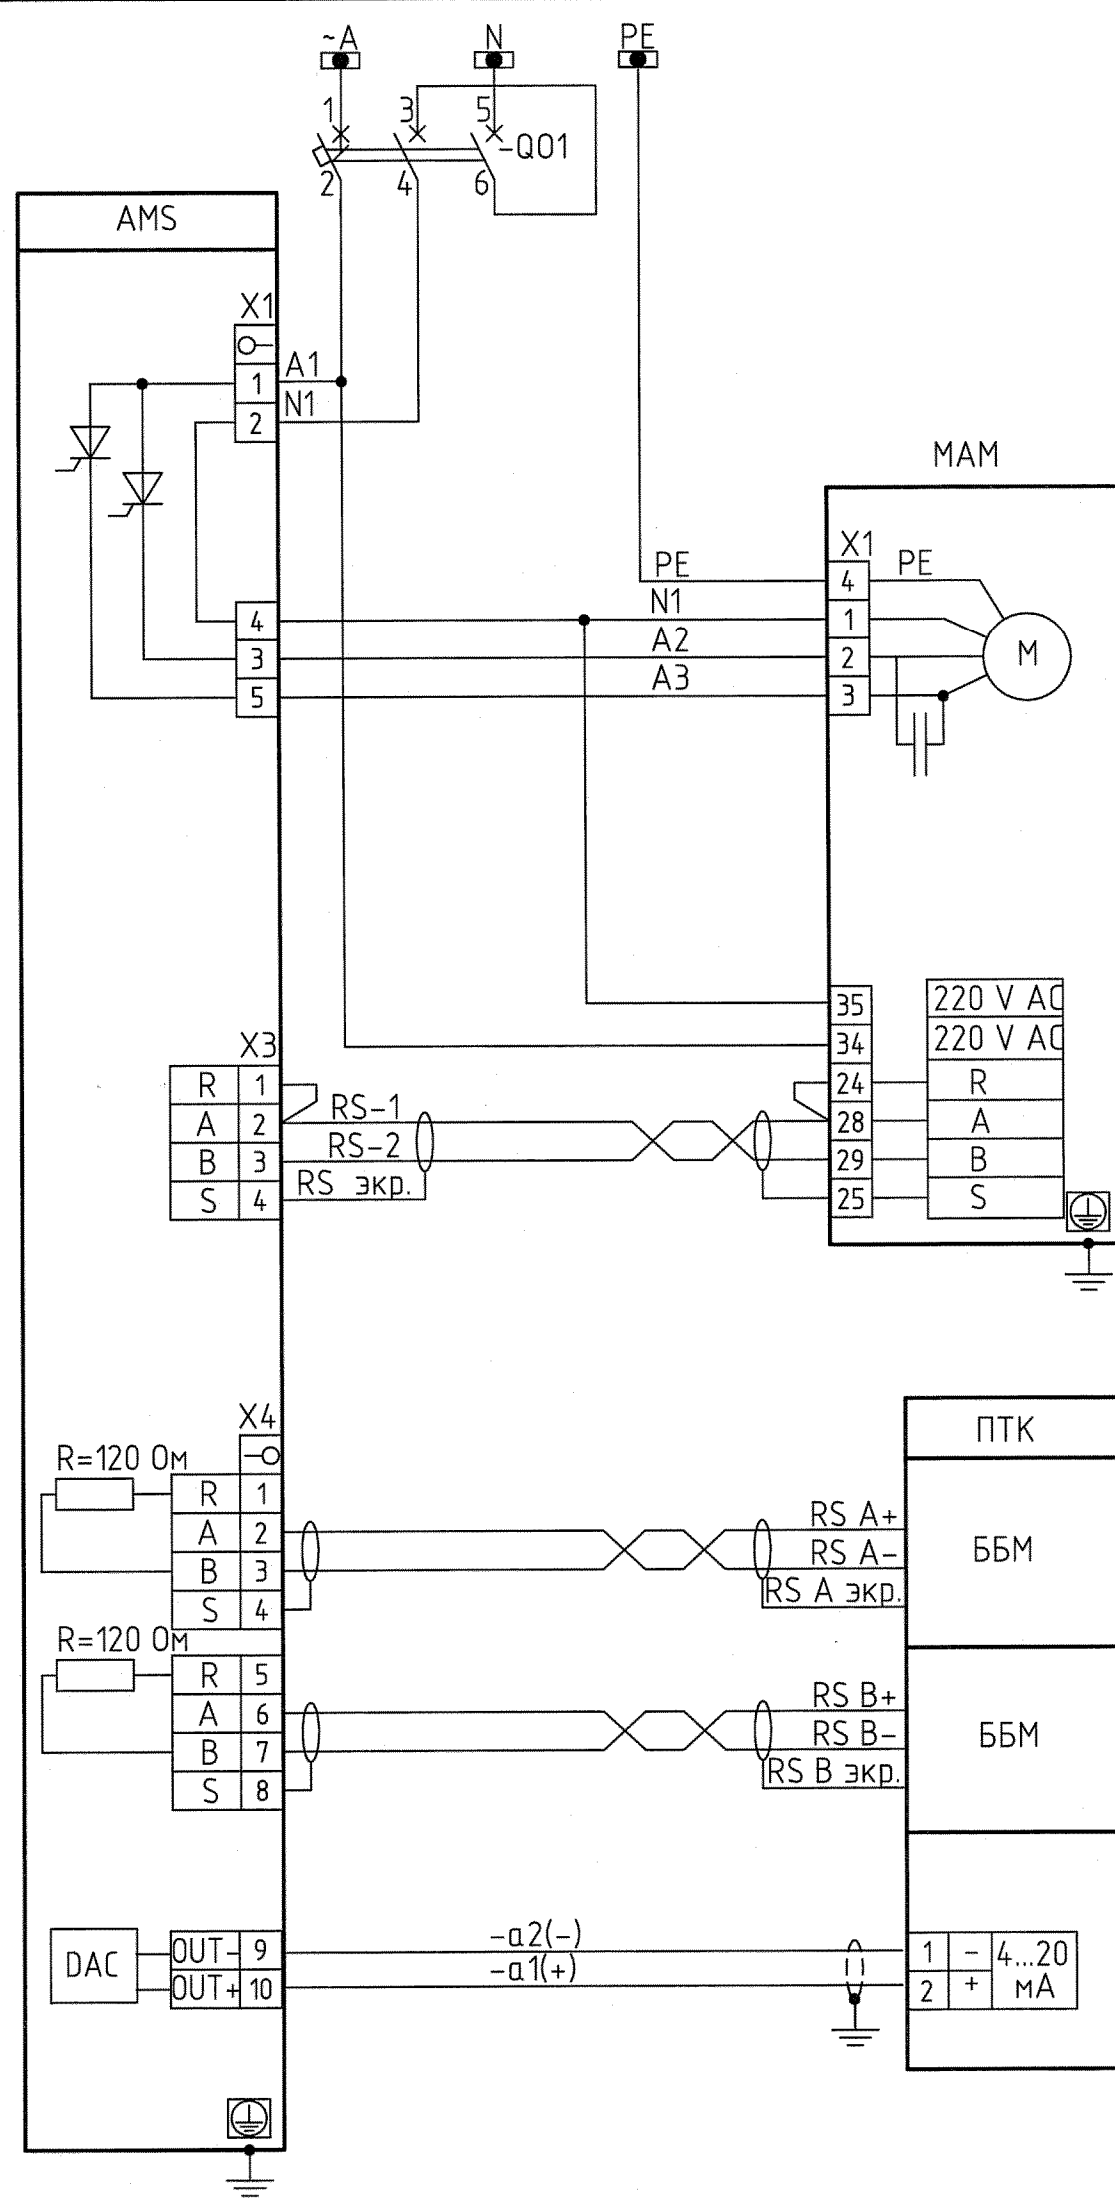 ~A N PE
1 3 5
-Q01
2 4 6
AMS
X1
1 A1
2 N1
MAM
X1
PE 4 PE
4 N1 1
3 A2 2 M
5 A3 3
35 220 V AC
34 220 V AC
X3
R 1 24 R
A 2 RS-1 28 A
B 3 RS-2 29 B
S 4 RS экр. 25 S
X4
ПТК
R=120 Ом
R 1
A 2 RS A+
B 3 RS A- ББМ
S 4 RS A экр.
R=120 Ом
R 5
A 6 RS B+
B 7 RS B- ББМ
S 8 RS B экр.
DAC OUT- 9 -a2(-) 1 - 4...20
OUT+ 10 -a1(+) 2 + мА